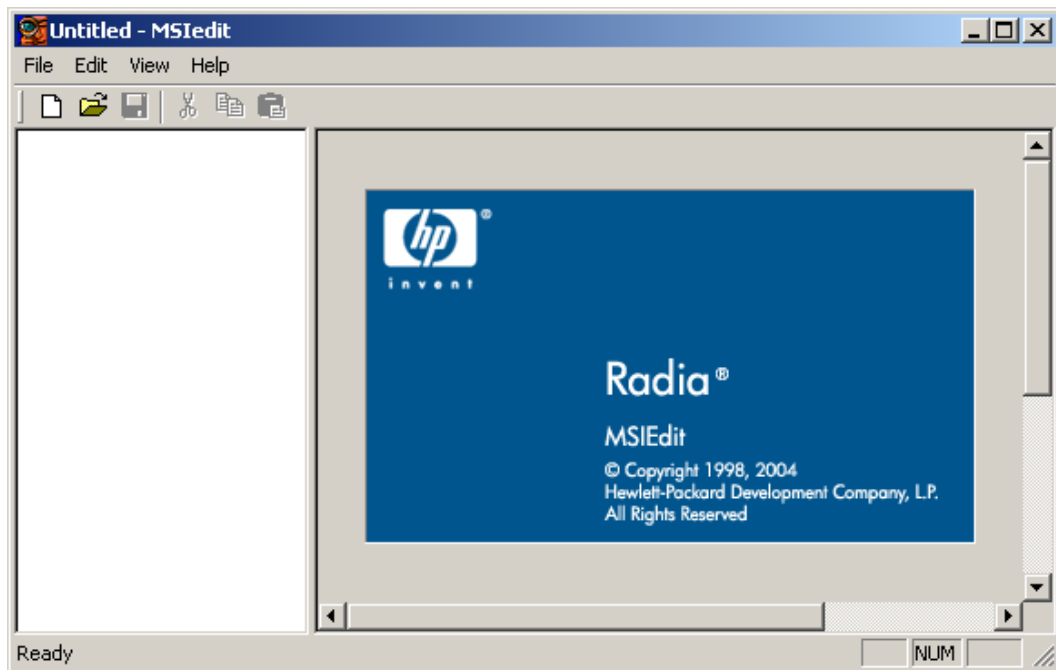 Untitled - MSIedit
File Edit View Help
hp ®
invent
Radia ®
MSIEdit
© Copyright 1998, 2004
Hewlett-Packard Development Company, L.P.
All Rights Reserved
Ready NUM